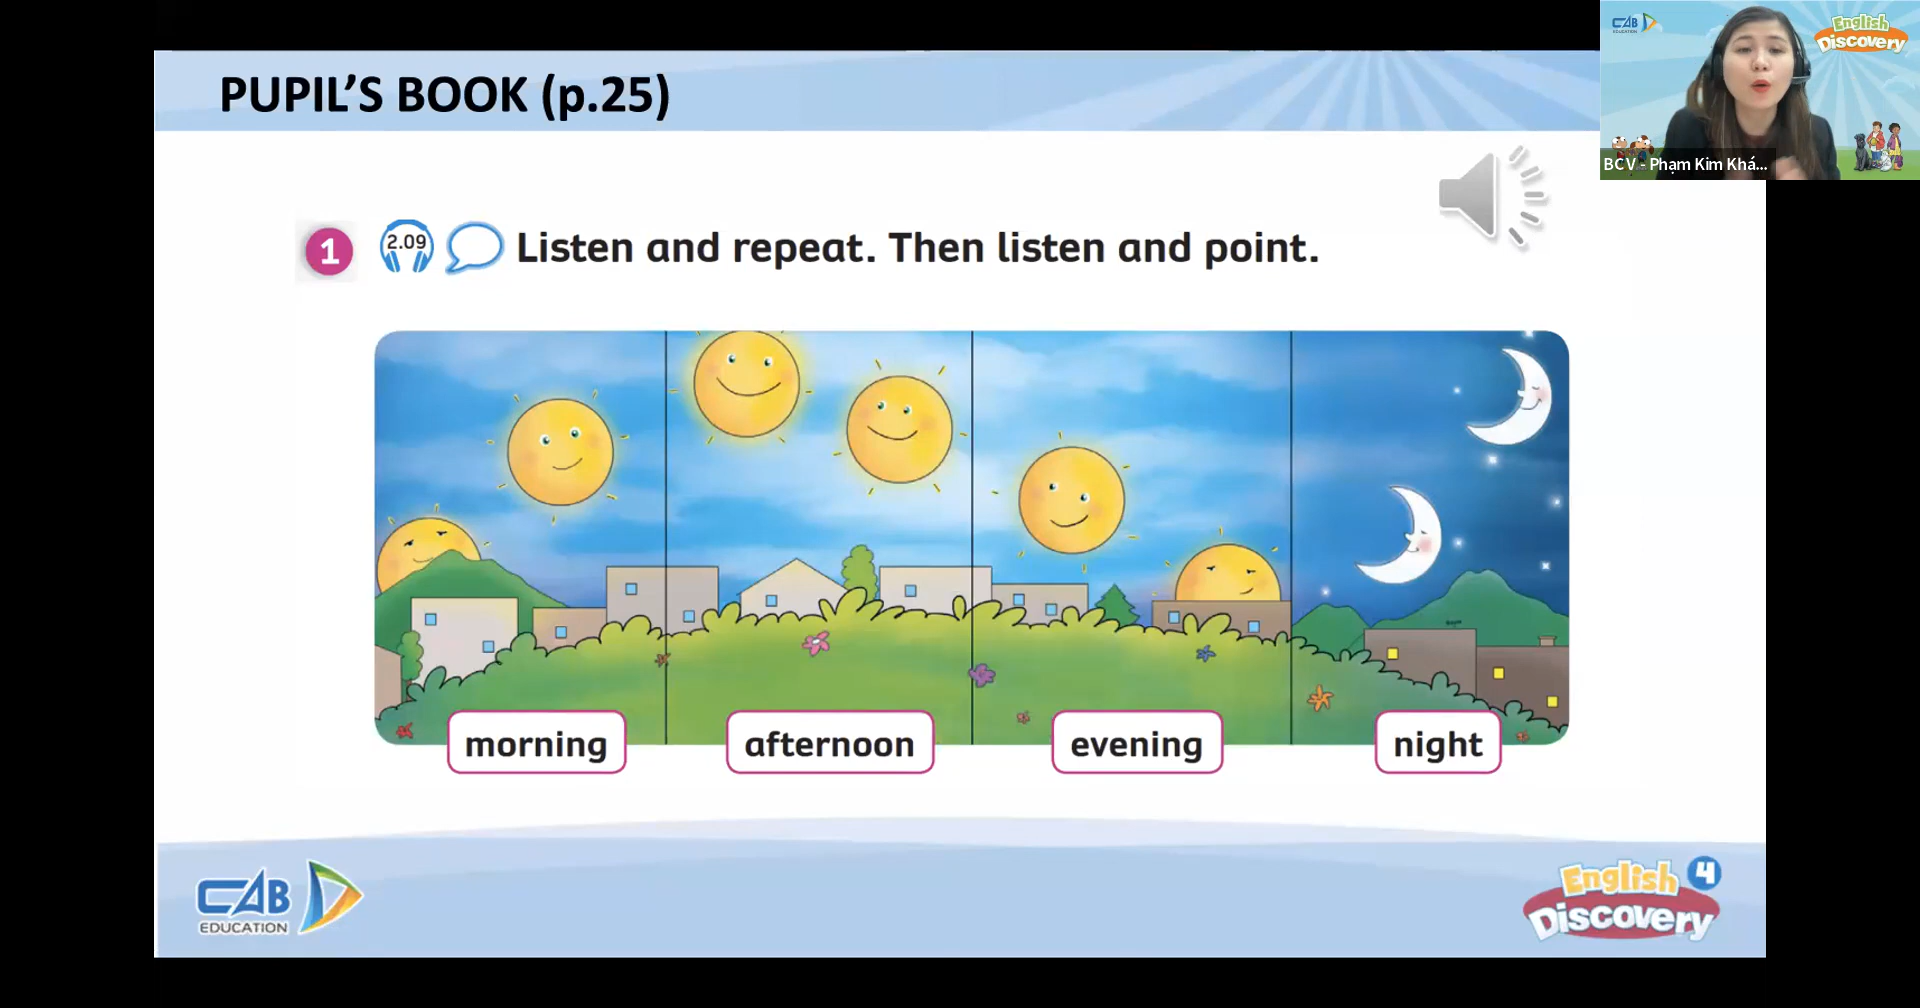 PUPIL’S BOOK (p.25)
CAB
EDUCATION
English
Discovery
BCV - Phạm Kim Khá...
1 2.09 Listen and repeat. Then listen and point.
morning afternoon evening night
CAB
EDUCATION
English 4
Discovery